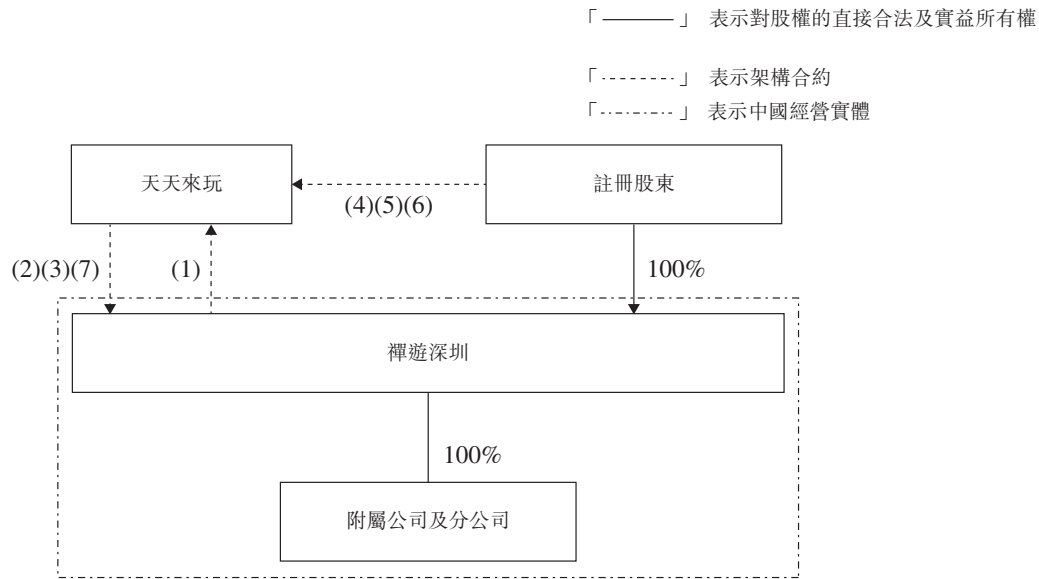 「 」 表示對股權的直接合法及實益所有權
「 」 表示架構合約
「 」 表示中國經營實體
天天來玩
註冊股東
(4)(5)(6)
(2)(3)(7)
(1)
100%
禪遊深圳
100%
附屬公司及分公司